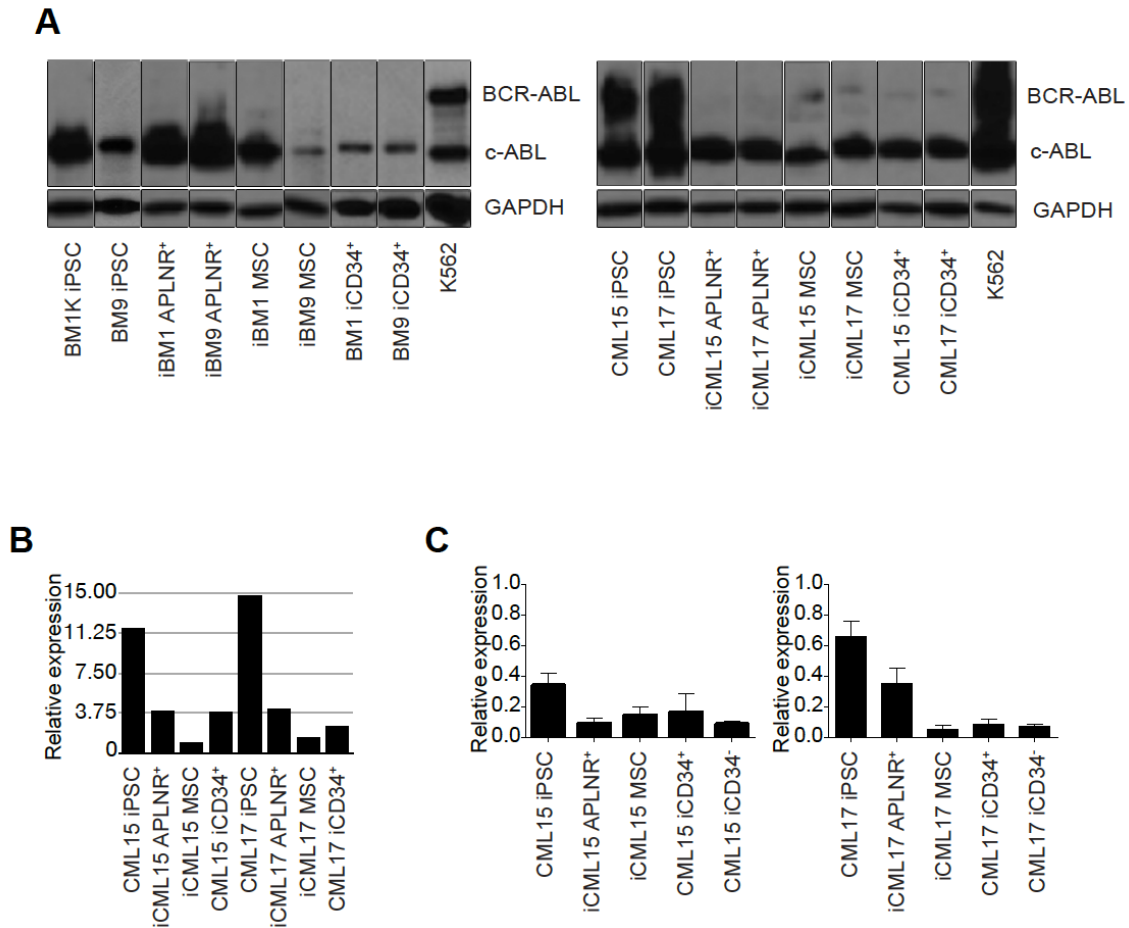 A
BCR-ABL
c-ABL
GAPDH
BM1K iPSC
BM9 iPSC
iBM1 APLNR⁺
iBM9 APLNR⁺
iBM1 MSC
iBM9 MSC
BM1 iCD34⁺
BM9 iCD34⁺
K562
BCR-ABL
c-ABL
GAPDH
CML15 iPSC
CML17 iPSC
iCML15 APLNR⁺
iCML17 APLNR⁺
iCML15 MSC
iCML17 MSC
CML15 iCD34⁺
CML17 iCD34⁺
K562
B
Relative expression
15.00
11.25
7.50
3.75
0
CML15 iPSC
iCML15 APLNR⁺
iCML15 MSC
CML15 iCD34⁺
CML17 iPSC
iCML17 APLNR⁺
iCML17 MSC
CML17 iCD34⁺
C
Relative expression
1.0
0.8
0.6
0.4
0.2
0.0
CML15 iPSC
iCML15 APLNR⁺
iCML15 MSC
CML15 iCD34⁺
CML15 iCD34⁻
Relative expression
1.0
0.8
0.6
0.4
0.2
0.0
CML17 iPSC
iCML17 APLNR⁺
iCML17 MSC
CML17 iCD34⁺
CML17 iCD34⁻